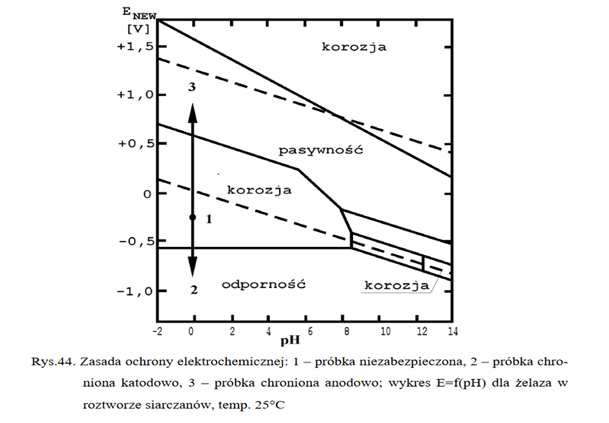 E NEW
[V]
+1,5
+1,0
+0,5
0
-0,5
-1,0
korozja
3
pasywność
korozja
1
2
odporność
korozja
-2 0 2 4 6 8 10 12 14
pH
Rys.44. Zasada ochrony elektrochemicznej: 1 – próbka niezabezpieczona, 2 – próbka chro-
niona katodowo, 3 – próbka chroniona anodowo; wykres E=f(pH) dla żelaza w
roztworze siarczanów, temp. 25°C